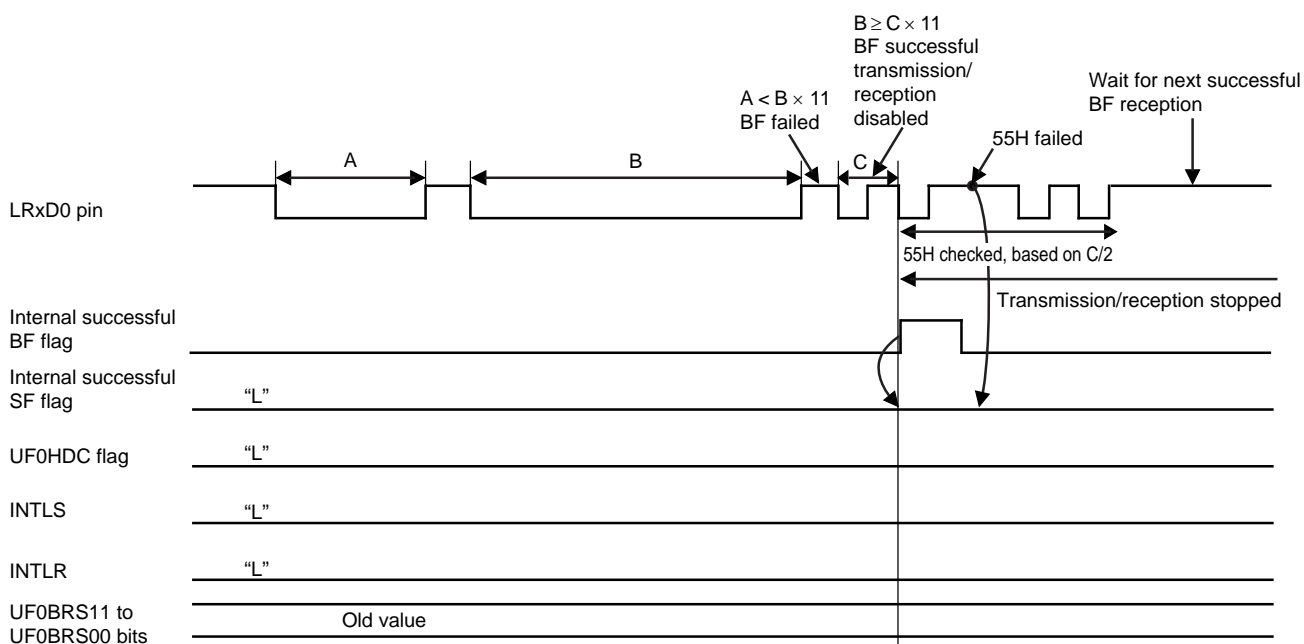 B ≥ C × 11
BF successful
transmission/
reception
disabled
A < B × 11
BF failed
Wait for next successful
BF reception
55H failed
A
B
C
LRxD0 pin
55H checked, based on C/2
Transmission/reception stopped
Internal successful
BF flag
Internal successful
SF flag
“L”
UF0HDC flag
“L”
INTLS
“L”
INTLR
“L”
UF0BRS11 to
UF0BRS00 bits
Old value